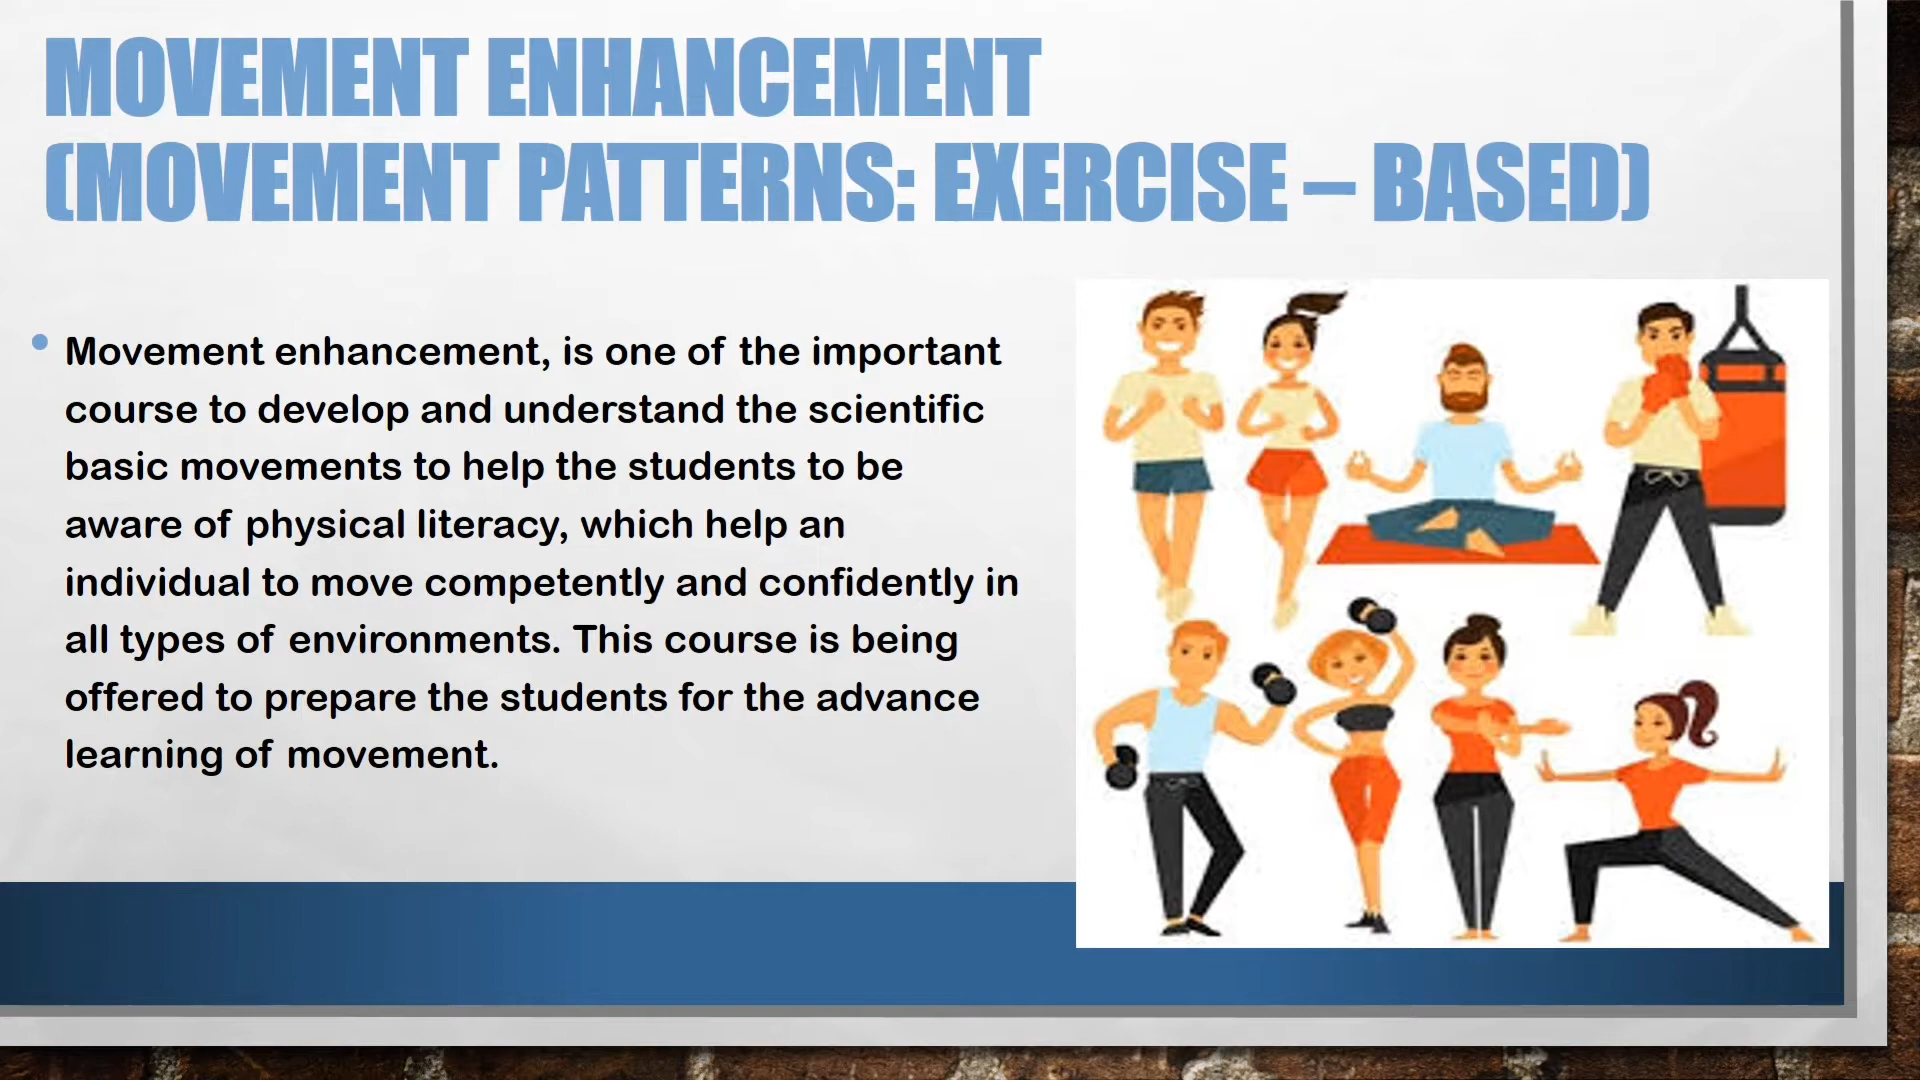 MOVEMENT ENHANCEMENT
(MOVEMENT PATTERNS: EXERCISE – BASED)
• Movement enhancement, is one of the important
course to develop and understand the scientific
basic movements to help the students to be
aware of physical literacy, which help an
individual to move competently and confidently in
all types of environments. This course is being
offered to prepare the students for the advance
learning of movement.